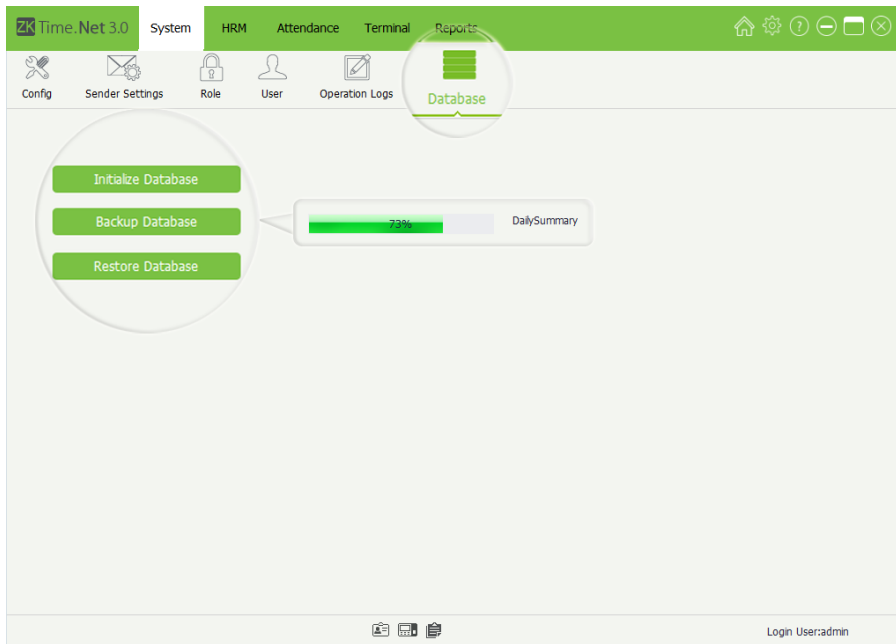 ZK Time.Net 3.0 System HRM Attendance Terminal Reports
Config Sender Settings Role User Operation Logs Database
Initialize Database
Backup Database
73% DailySummary
Restore Database
Login User:admin